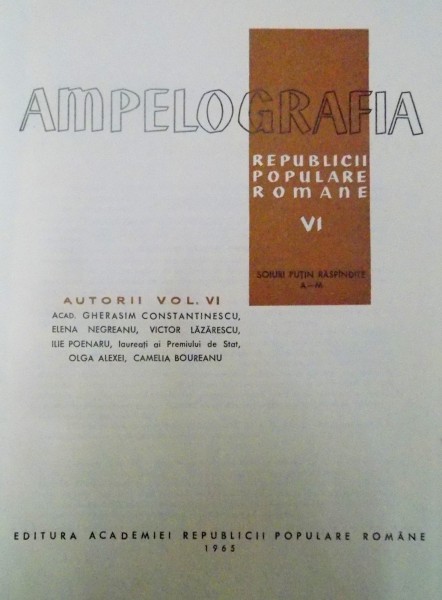 AMPELOGRAFIA
REPUBLICII
POPULARE
ROMANE
VI
SOIURI PUȚIN RĂSPÎNDITE
A—M
AUTORII VOL. VI
ACAD. GHERASIM CONSTANTINESCU,
ELENA NEGREANU, VICTOR LĂZĂRESCU,
ILIE POENARU, laureați ai Premiului de Stat,
OLGA ALEXEI, CAMELIA BOUREANU
EDITURA ACADEMIEI REPUBLICII POPULARE ROMÂNE
1965